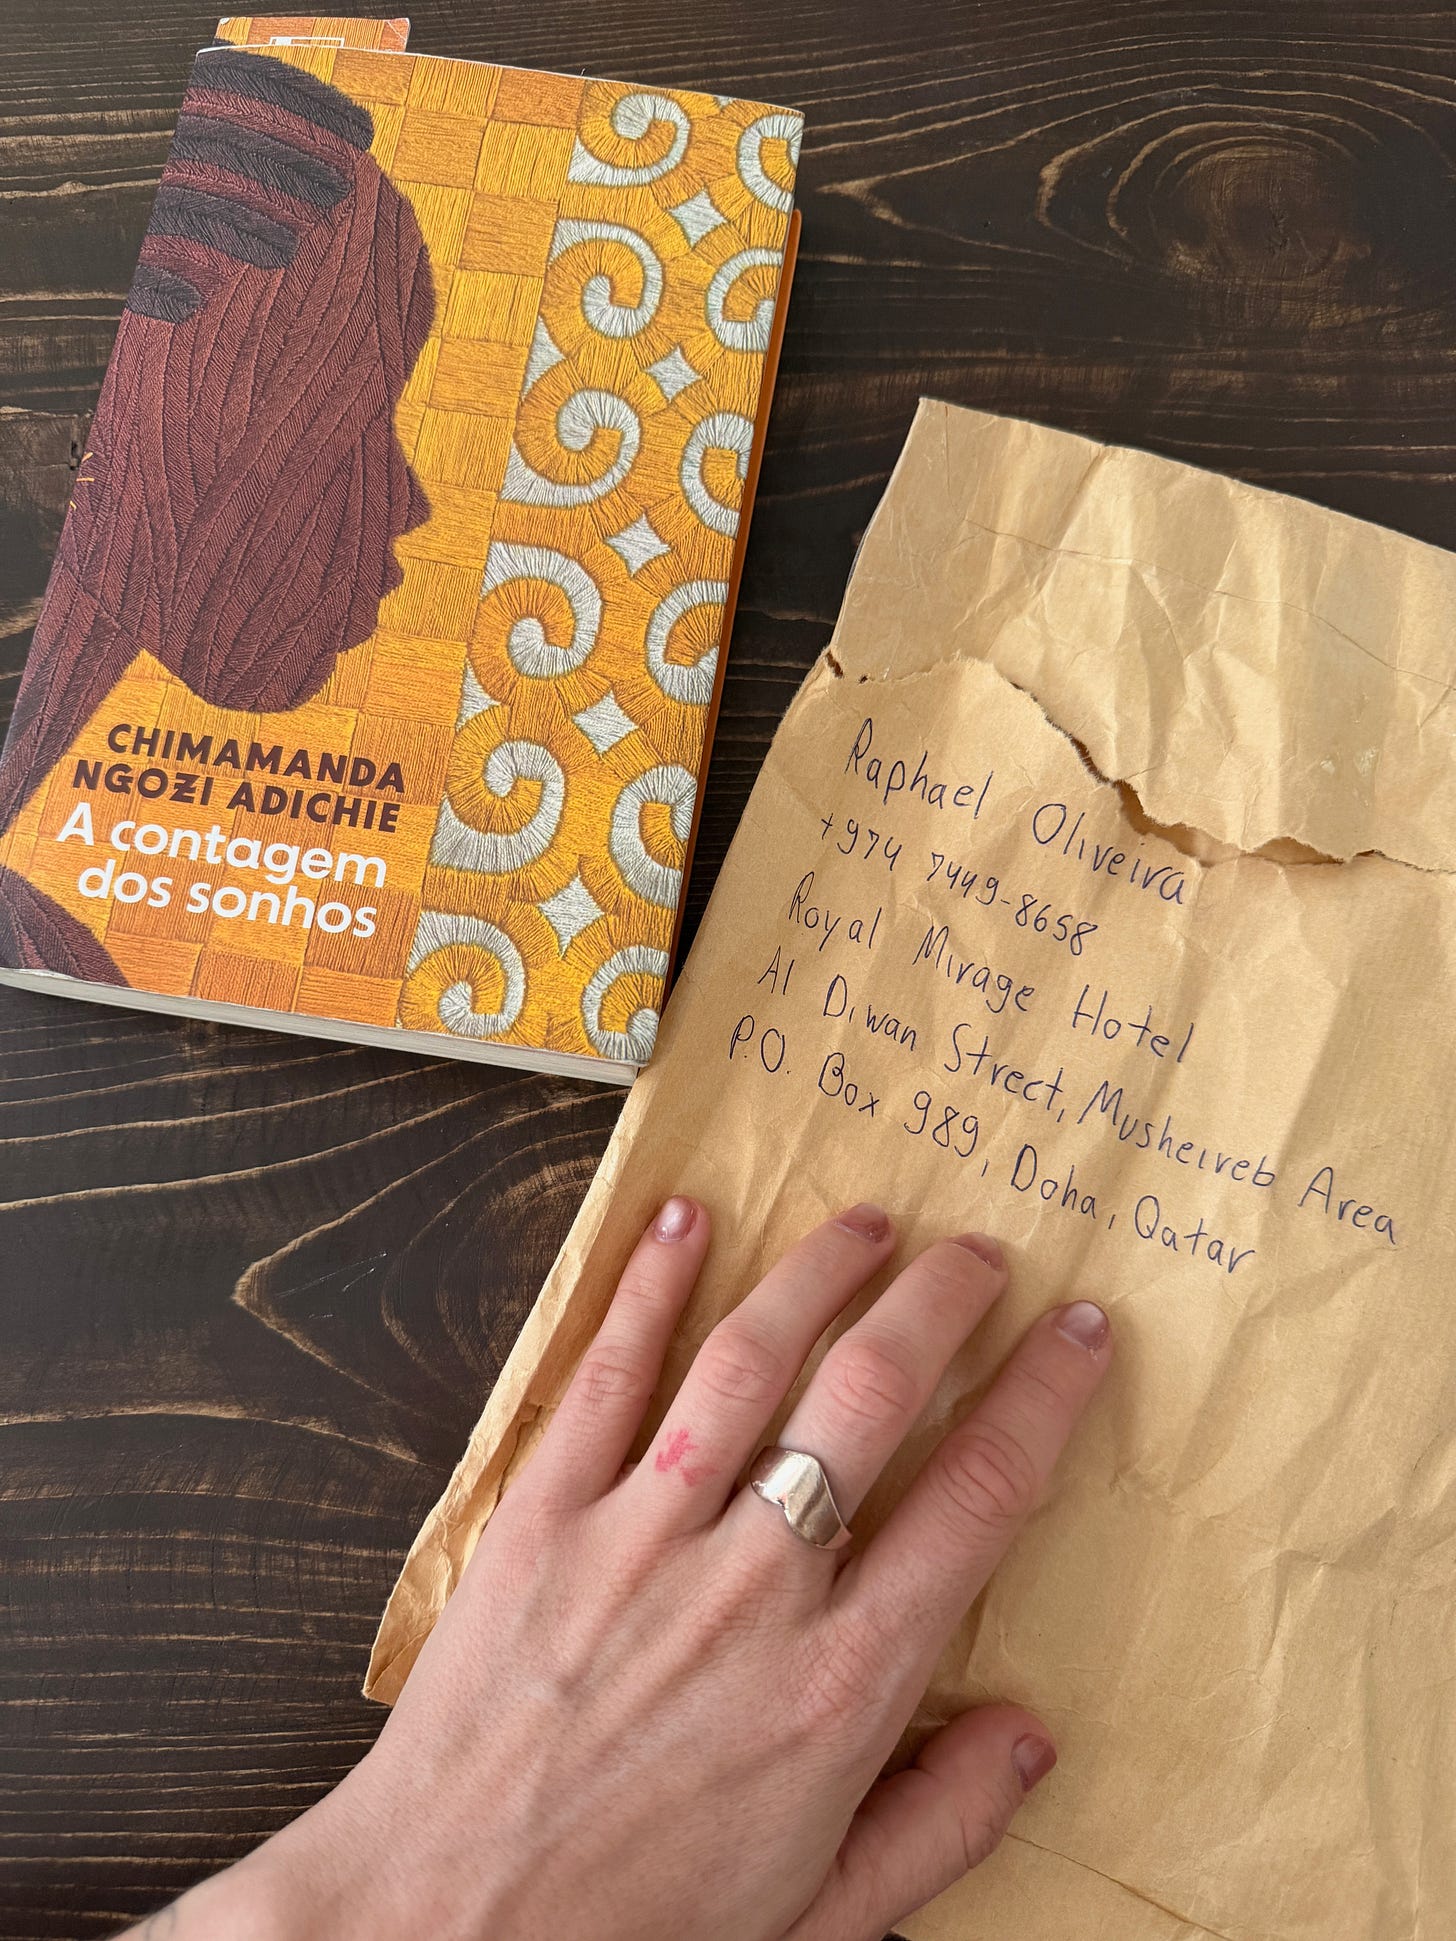 CHIMAMANDA
NGOZI ADICHIE
A contagem
dos sonhos
Raphael Oliveira
+974 7449-8658
Royal Mirage Hotel
Al Diwan Street, Musheireb Area
P.O. Box 989, Doha, Qatar